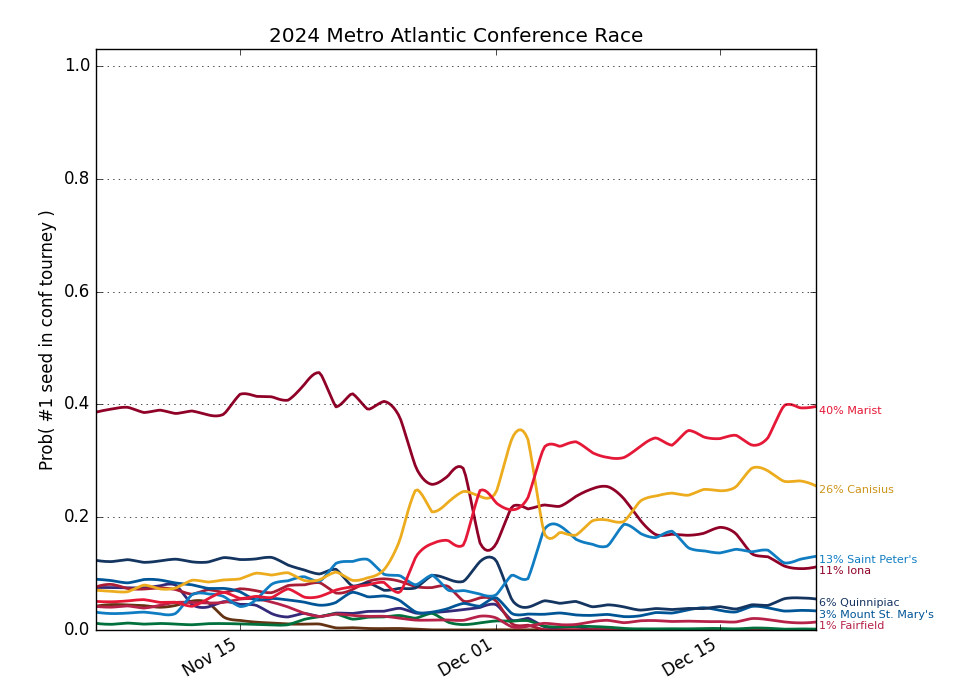 2024 Metro Atlantic Conference Race
Prob( #1 seed in conf tourney )
1.0
0.8
0.6
0.4
0.2
0.0
Nov 15
Dec 01
Dec 15
40% Marist
26% Canisius
13% Saint Peter's
11% Iona
6% Quinnipiac
3% Mount St. Mary's
1% Fairfield